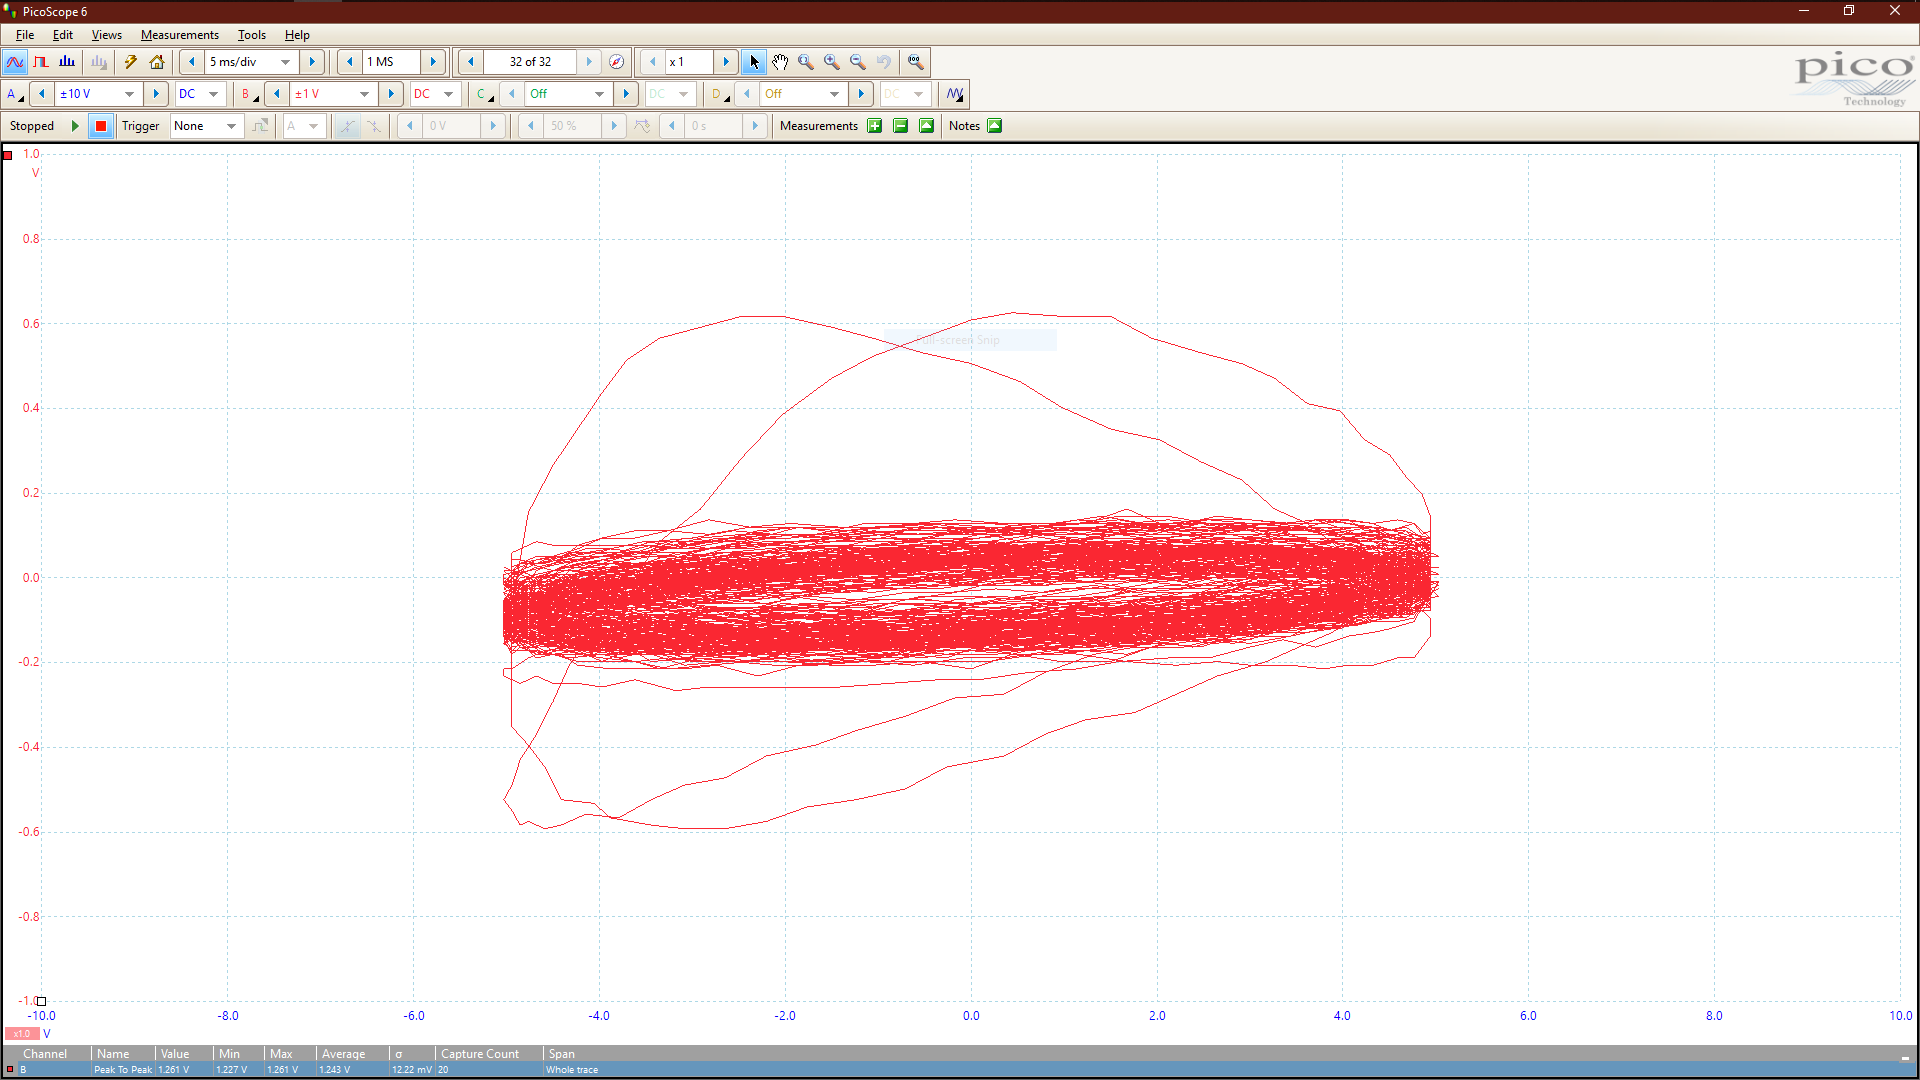 PicoScope 6
File Edit Views Measurements Tools Help
5 ms/div 1 MS 32 of 32 x 1
pico
Technology
A ±10 V DC B ±1 V DC C Off DC D Off DC
Stopped Trigger None A 0 V 50 % 0 s Measurements Notes
1.0
V
0.8
0.6
Full-screen Snip
0.4
0.2
0.0
-0.2
-0.4
-0.6
-0.8
-1.0
-10.0 -8.0 -6.0 -4.0 -2.0 0.0 2.0 4.0 6.0 8.0 10.0
x1.0 V
Channel Name Value Min Max Average σ Capture Count Span
B Peak To Peak 1.261 V 1.227 V 1.261 V 1.243 V 12.22 mV 20 Whole trace